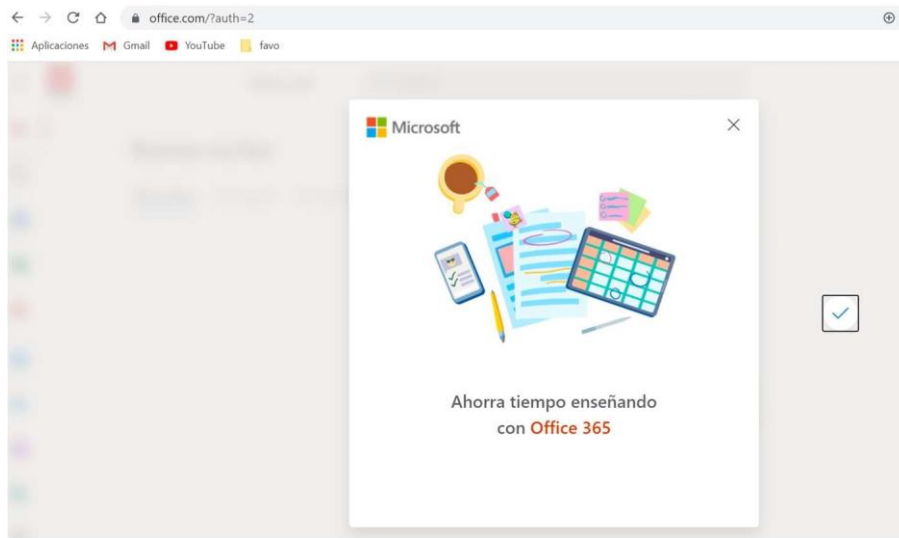 office.com/?auth=2
Aplicaciones Gmail YouTube favo
Microsoft
Ahorra tiempo enseñando
con Office 365